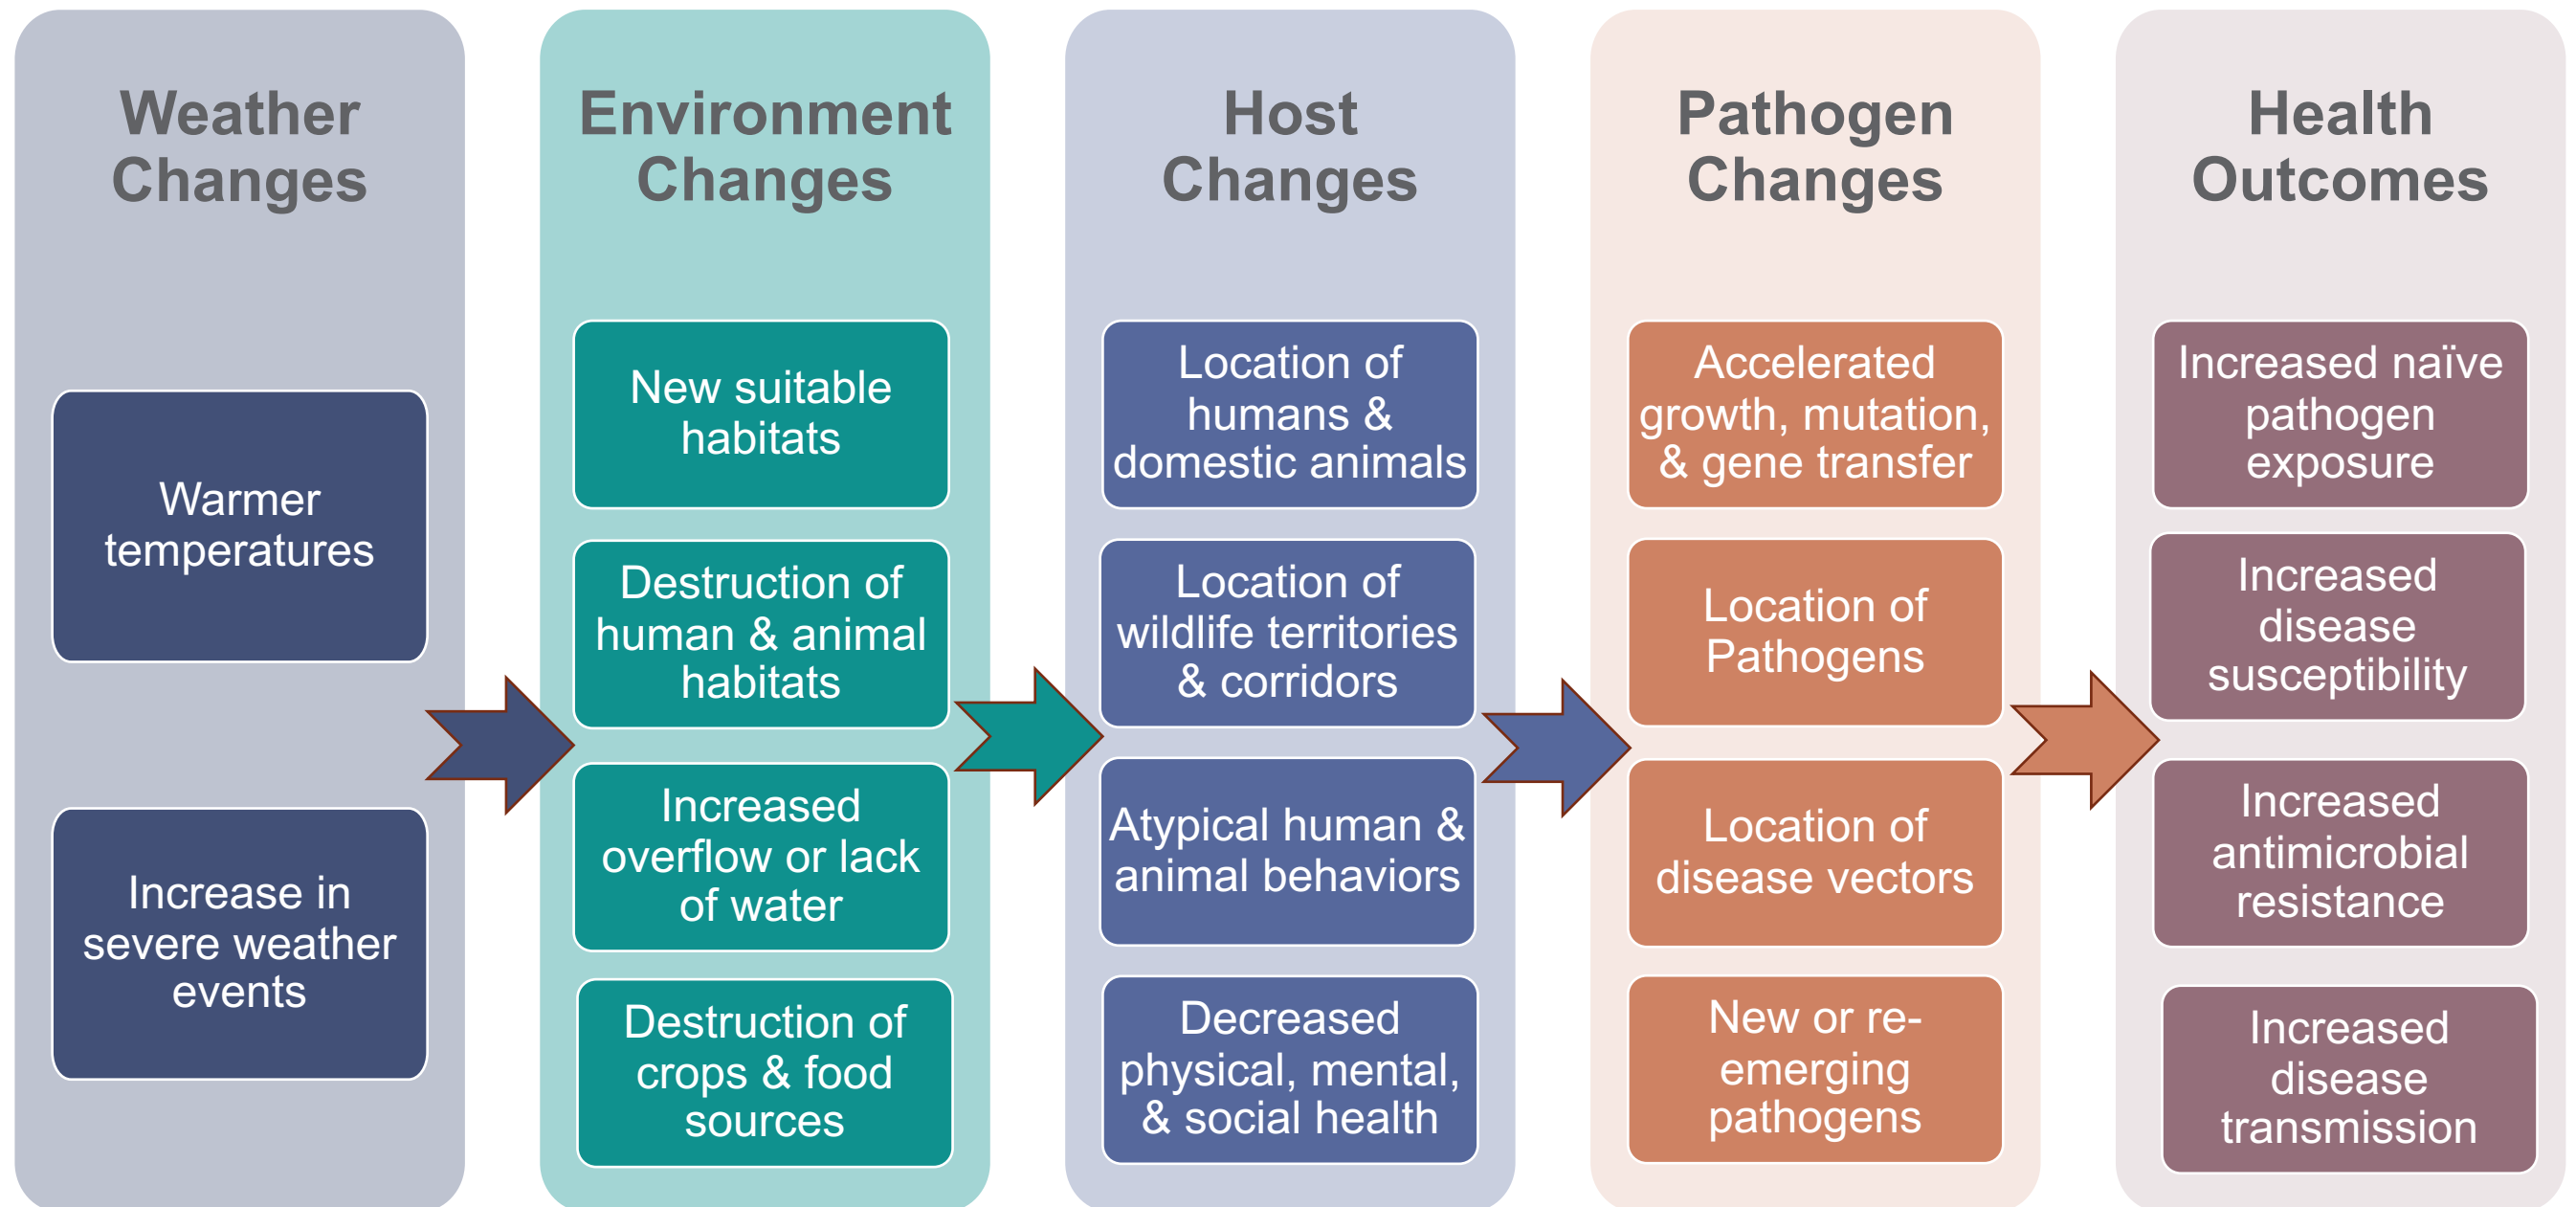 Weather
Changes
Warmer
temperatures
Increase in
severe weather
events
Environment
Changes
New suitable
habitats
Destruction of
human & animal
habitats
Increased
overflow or lack
of water
Destruction of
crops & food
sources
Host
Changes
Location of
humans &
domestic animals
Location of
wildlife territories
& corridors
Atypical human &
animal behaviors
Decreased
physical, mental,
& social health
Pathogen
Changes
Accelerated
growth, mutation,
& gene transfer
Location of
Pathogens
Location of
disease vectors
New or re-
emerging
pathogens
Health
Outcomes
Increased naïve
pathogen
exposure
Increased
disease
susceptibility
Increased
antimicrobial
resistance
Increased
disease
transmission